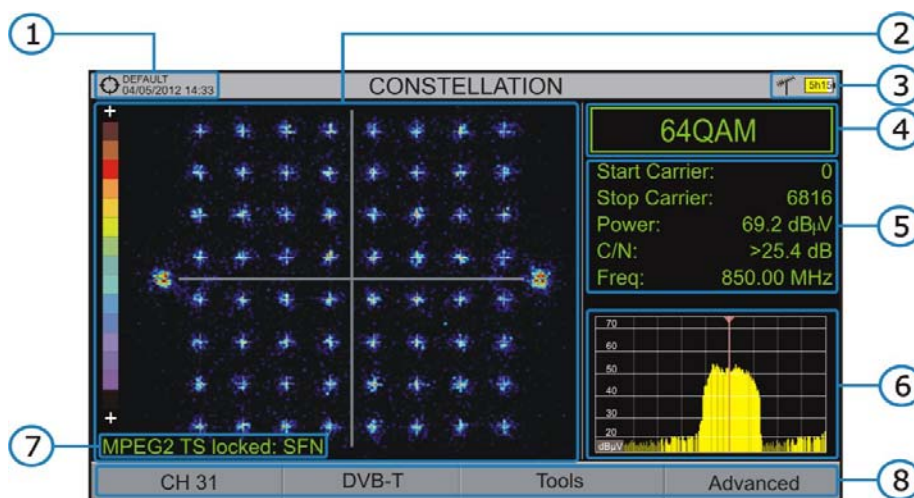 1
2
3
4
5
6
7
8
DEFAULT
04/05/2012 14:33
CONSTELLATION
5h15
64QAM
Start Carrier: 0
Stop Carrier: 6816
Power: 69.2 dBµV
C/N: >25.4 dB
Freq: 850.00 MHz
70
60
50
40
30
20
dBµV
MPEG2 TS locked: SFN
CH 31
DVB-T
Tools
Advanced